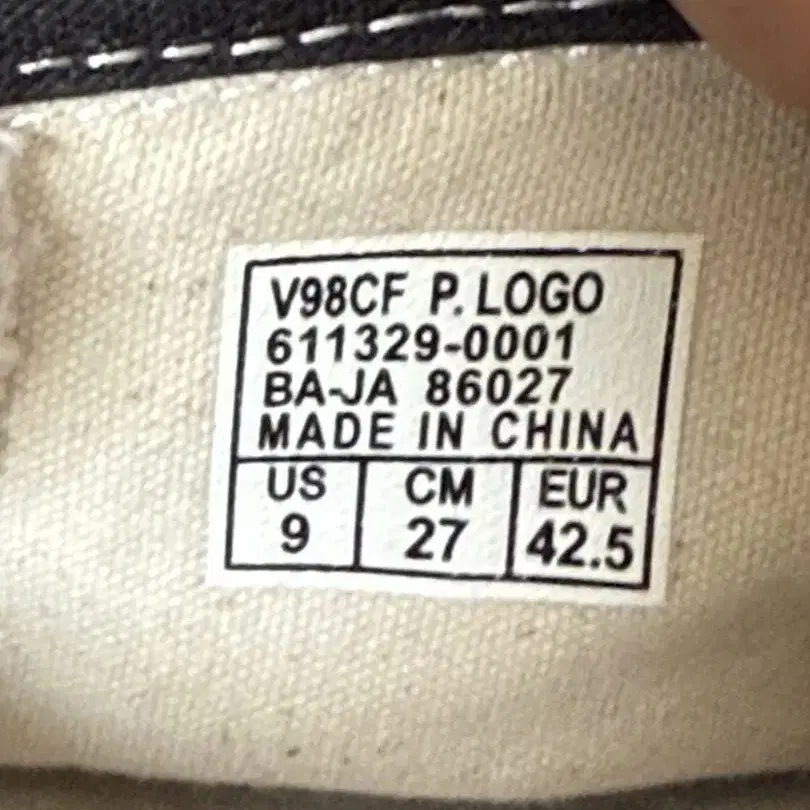 V98CF P. LOGO
611329-0001
BA-JA 86027
MADE IN CHINA
US CM EUR
9 27 42.5